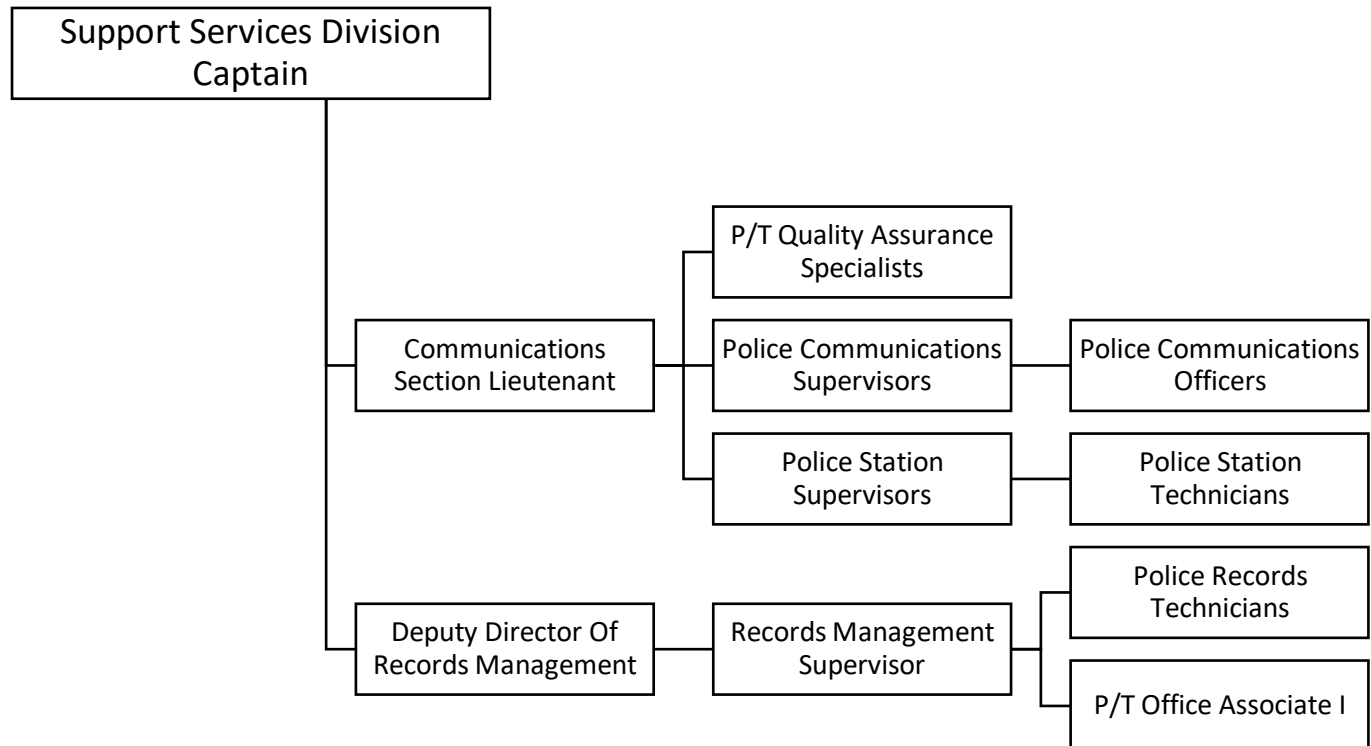 Support Services Division
Captain
P/T Quality Assurance
Specialists
Communications
Section Lieutenant
Police Communications
Supervisors
Police Communications
Officers
Police Station
Supervisors
Police Station
Technicians
Police Records
Technicians
Deputy Director Of
Records Management
Records Management
Supervisor
P/T Office Associate I